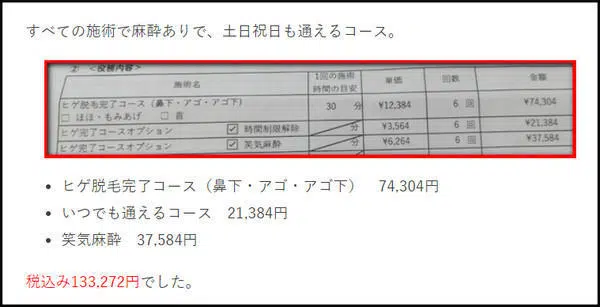 すべての施術で麻酔ありで、土日祝日も通えるコース。
② <役務内容>
施術名 1回の施術時間の目安 単価 回数 金額
ヒゲ脱毛完了コース（鼻下・アゴ・アゴ下） 30 分 ¥12,384 6 回 ¥74,304
□ ほほ・もみあげ □ 首
ヒゲ完了コースオプション ☑ 時間制限解除 分 ¥3,564 6 回 ¥21,384
ヒゲ完了コースオプション ☑ 笑気麻酔 分 ¥6,264 6 回 ¥37,584
• ヒゲ脱毛完了コース（鼻下・アゴ・アゴ下） 74,304円
• いつでも通えるコース 21,384円
• 笑気麻酔 37,584円
税込み133,272円でした。